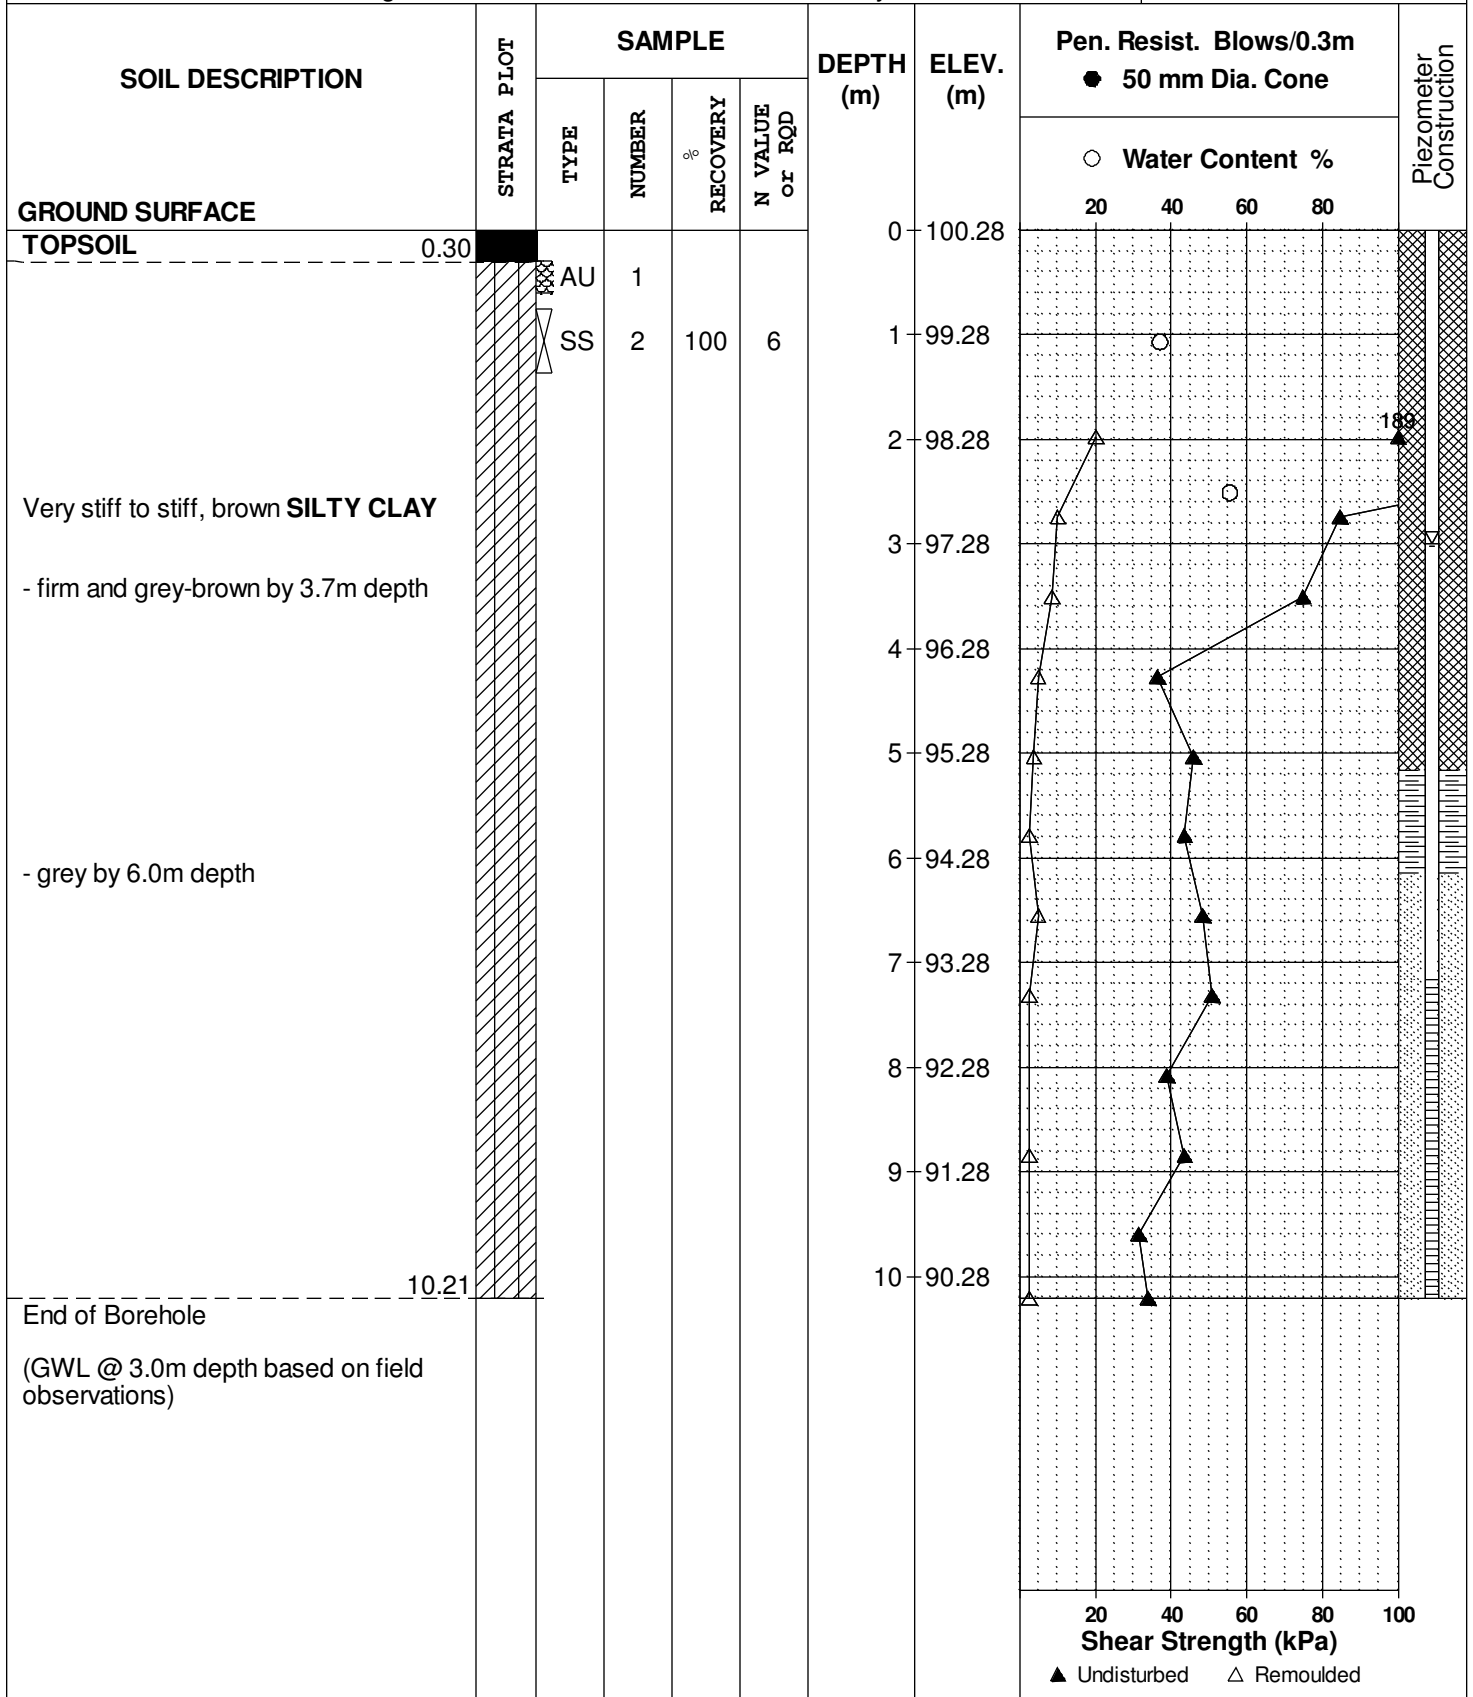 SOIL DESCRIPTION
GROUND SURFACE
STRATA PLOT
SAMPLE
TYPE
NUMBER
%
RECOVERY
N VALUE
or RQD
DEPTH
(m)
ELEV.
(m)
Pen. Resist. Blows/0.3m
● 50 mm Dia. Cone
○ Water Content %
20 40 60 80
Piezometer
Construction
TOPSOIL 0.30
0 100.28
AU 1
SS 2 100 6
1 99.28
189
2 98.28
Very stiff to stiff, brown SILTY CLAY
3 97.28
- firm and grey-brown by 3.7m depth
4 96.28
5 95.28
6 94.28
- grey by 6.0m depth
7 93.28
8 92.28
9 91.28
10 90.28
10.21
End of Borehole
(GWL @ 3.0m depth based on field
observations)
20 40 60 80 100
Shear Strength (kPa)
▲ Undisturbed △ Remoulded